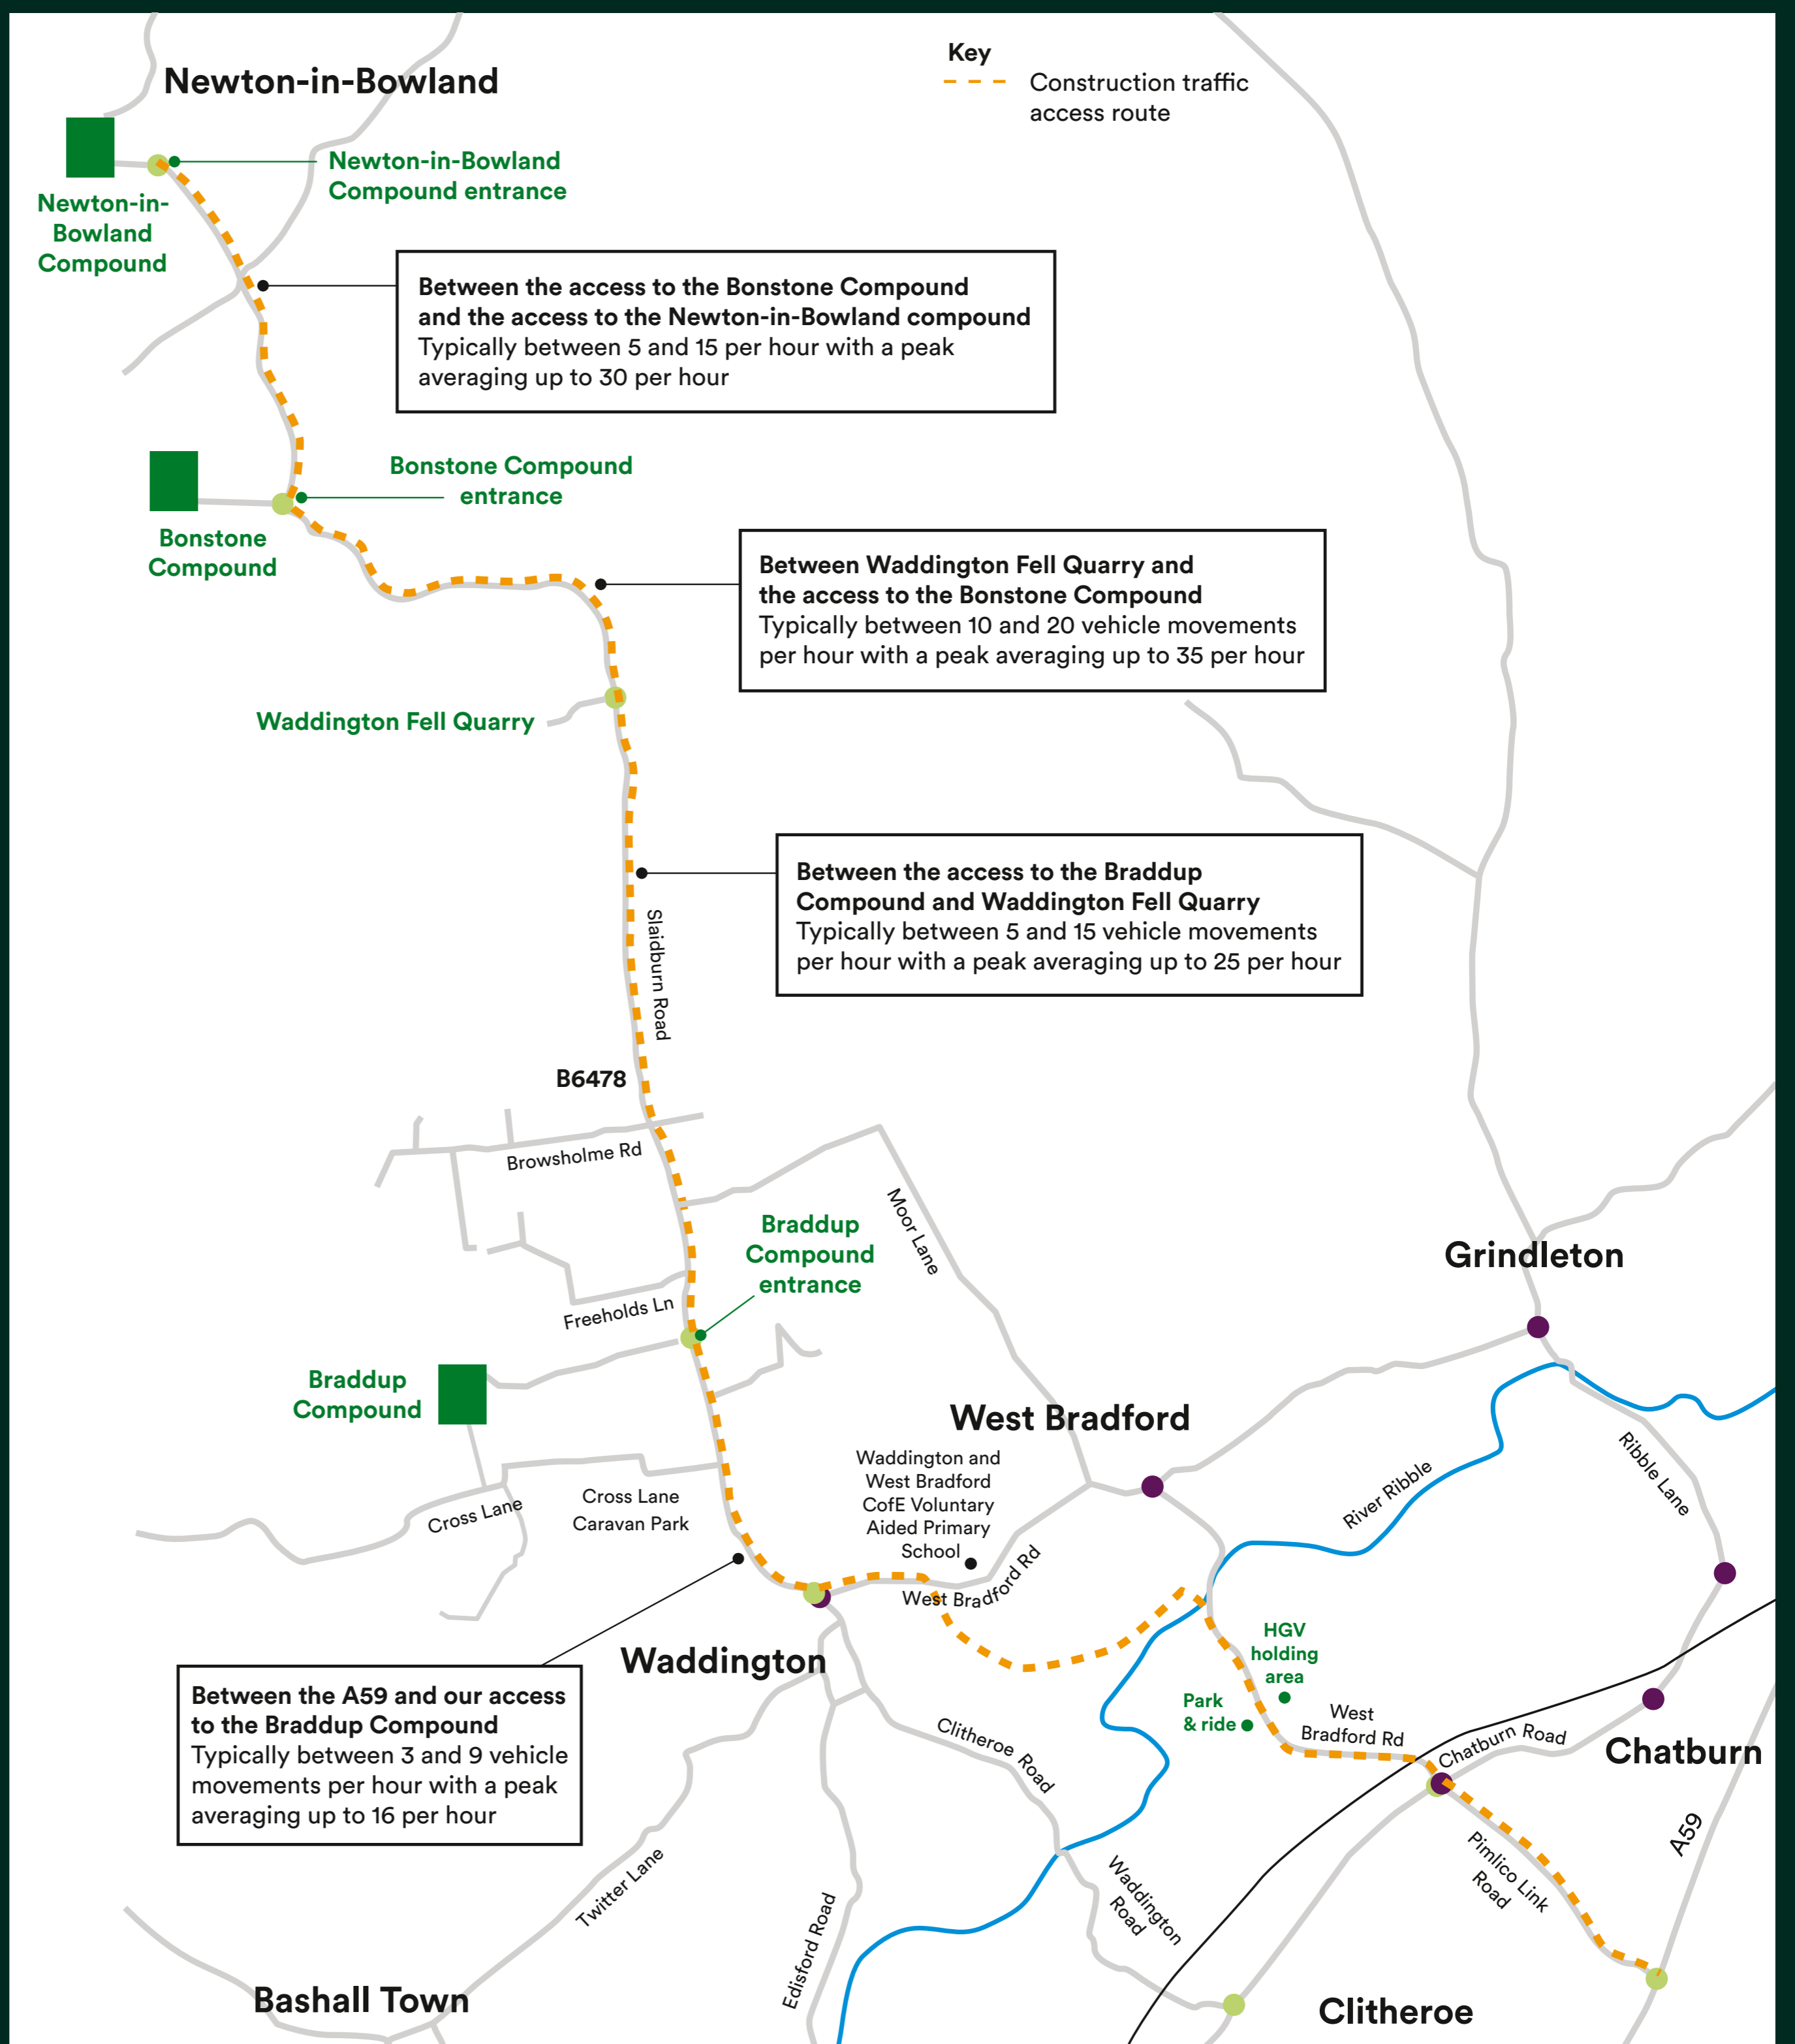 Key
Construction traffic
access route
Newton-in-Bowland
Newton-in-Bowland
Compound entrance
Newton-in-
Bowland
Compound
Between the access to the Bonstone Compound
and the access to the Newton-in-Bowland compound
Typically between 5 and 15 per hour with a peak
averaging up to 30 per hour
Bonstone Compound
entrance
Bonstone
Compound
Between Waddington Fell Quarry and
the access to the Bonstone Compound
Typically between 10 and 20 vehicle movements
per hour with a peak averaging up to 35 per hour
Waddington Fell Quarry
Between the access to the Braddup
Compound and Waddington Fell Quarry
Typically between 5 and 15 vehicle movements
per hour with a peak averaging up to 25 per hour
Slaidburn Road
B6478
Browsholme Rd
Moor Lane
Braddup
Compound
entrance
Grindleton
Freeholds Ln
Braddup
Compound
West Bradford
Waddington and
West Bradford
CofE Voluntary
Aided Primary
School
River Ribble
Ribble Lane
Cross Lane
Cross Lane
Caravan Park
West Bradford Rd
HGV
holding
area
Waddington
Park
& ride
West
Bradford Rd
Chatburn Road
Chatburn
Between the A59 and our access
to the Braddup Compound
Typically between 3 and 9 vehicle
movements per hour with a peak
averaging up to 16 per hour
Clitheroe Road
A59
Pimlico Link
Road
Twitter Lane
Waddington
Road
Edisford Road
Bashall Town
Clitheroe